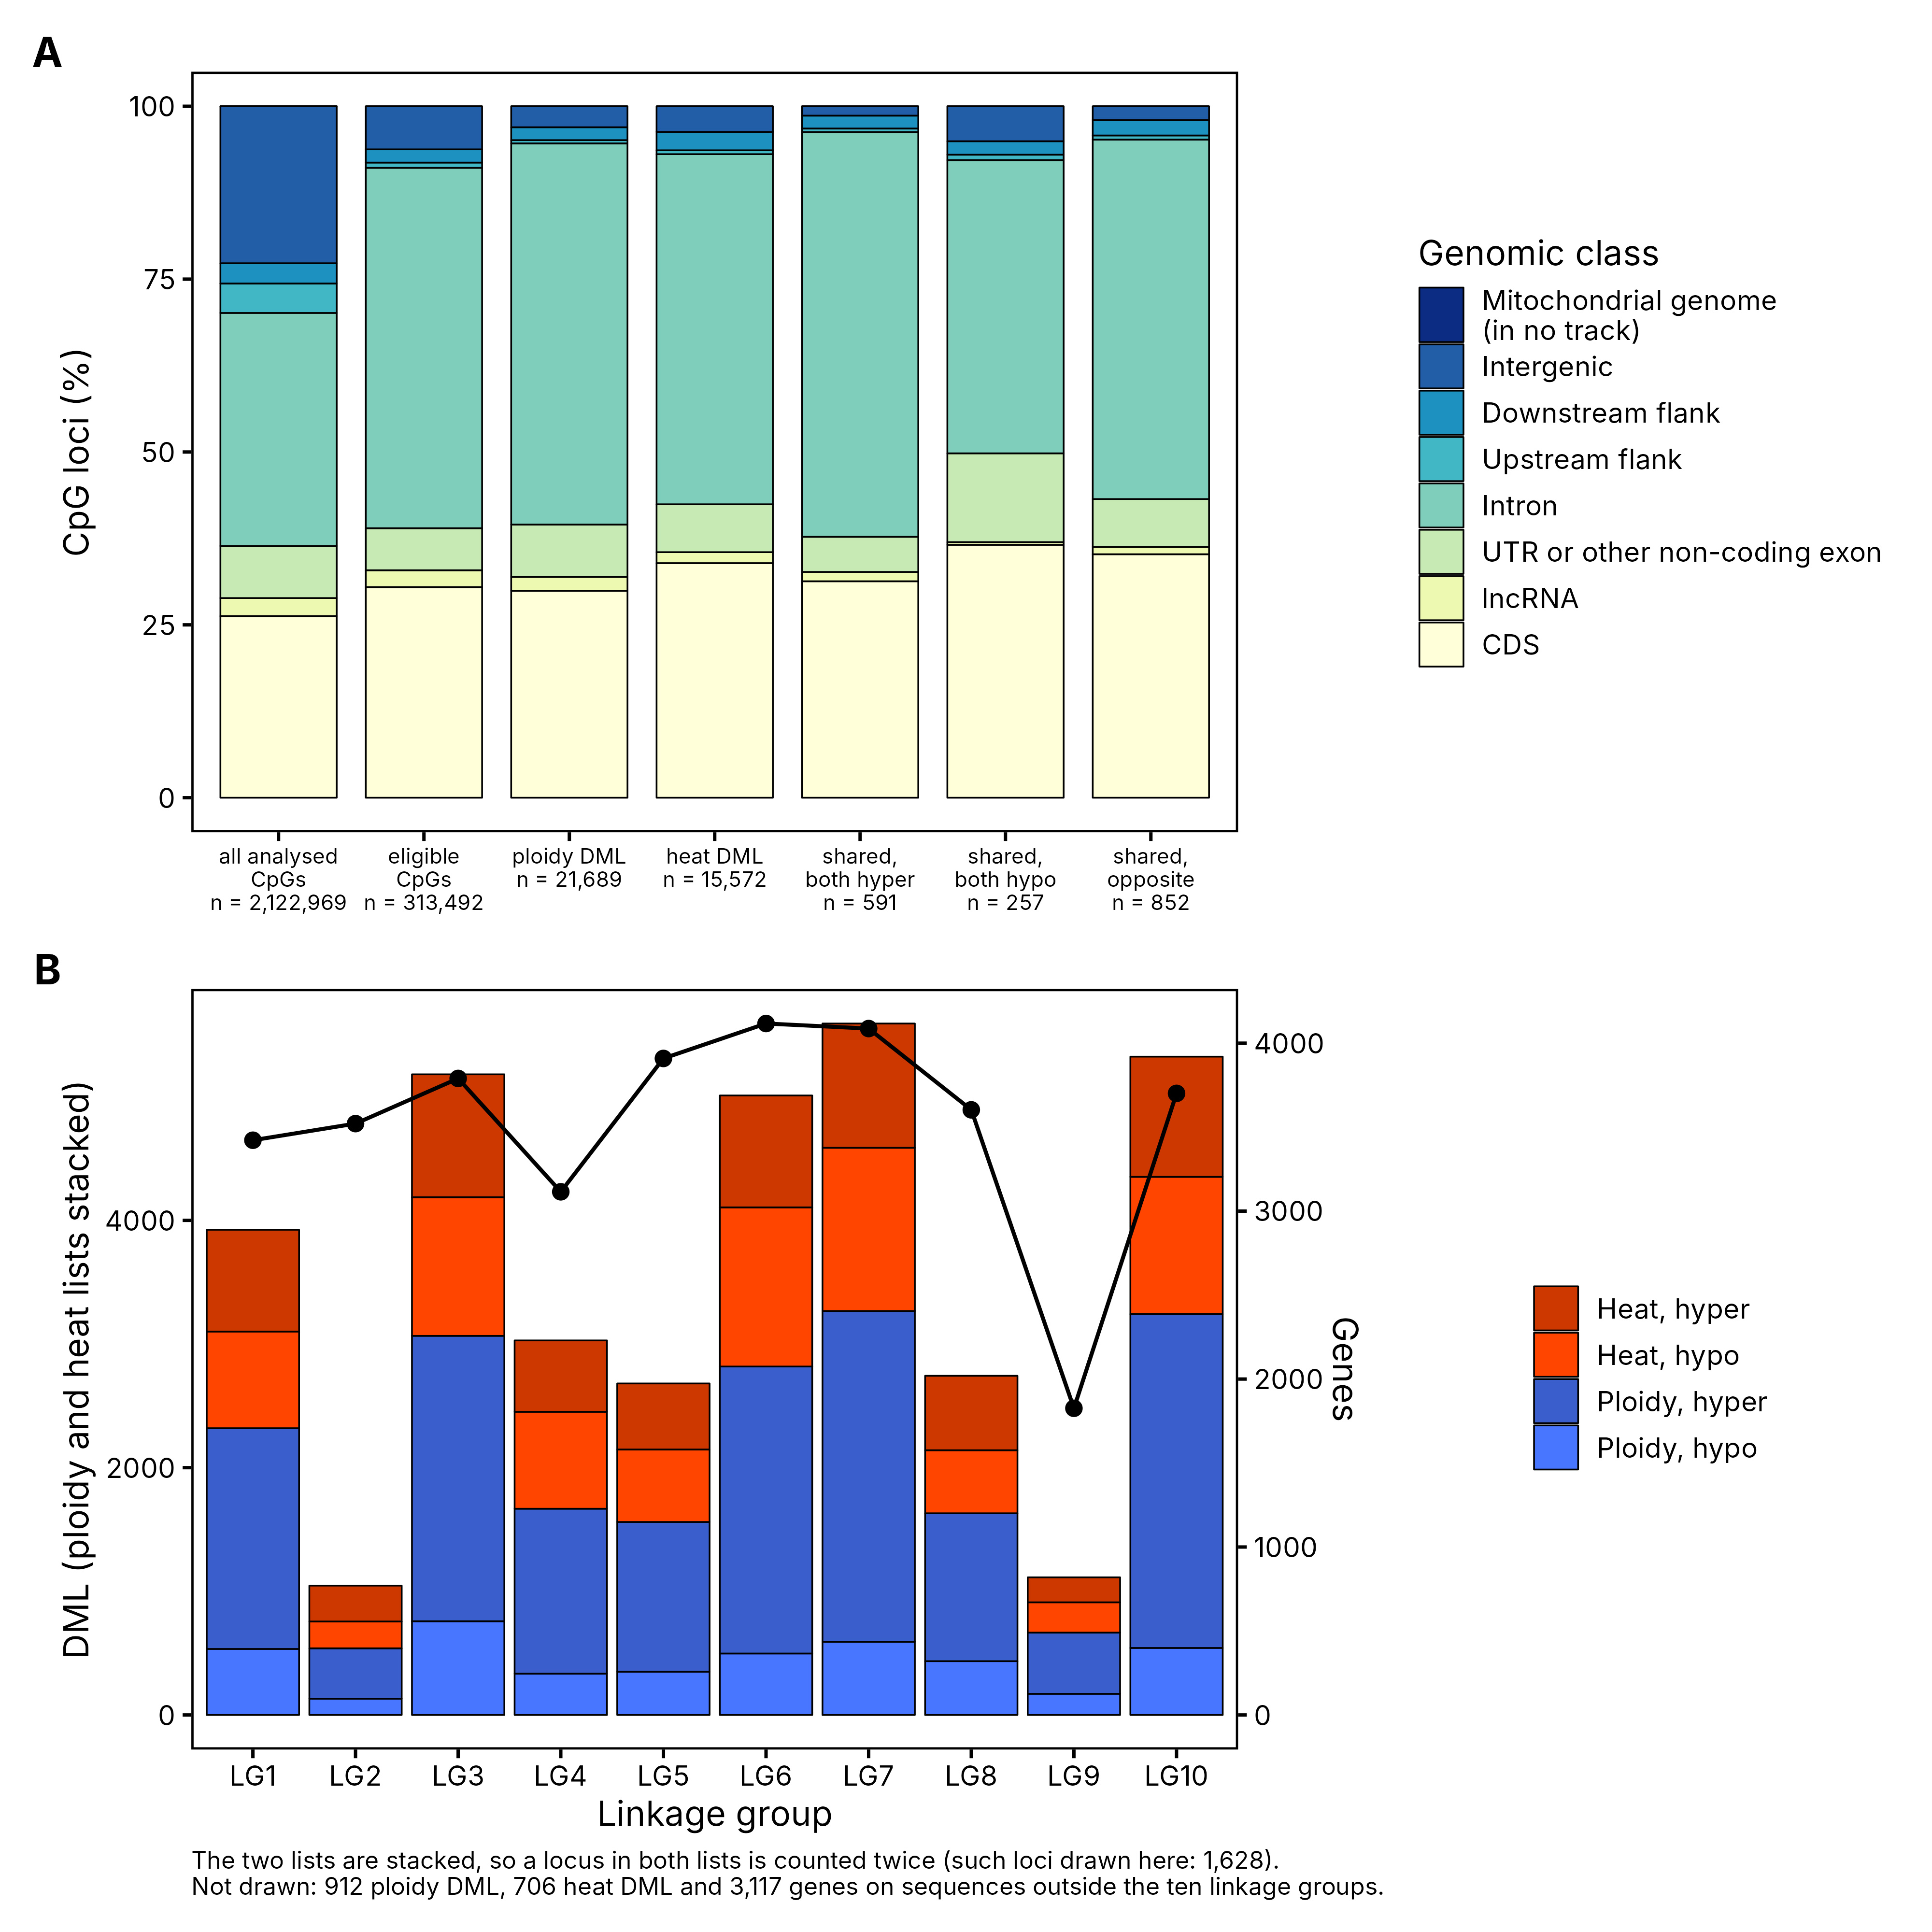 A
CpG loci (%)
100
75
50
25
0
all analysed
CpGs
n = 2,122,969
eligible
CpGs
n = 313,492
ploidy DML
n = 21,689
heat DML
n = 15,572
shared,
both hyper
n = 591
shared,
both hypo
n = 257
shared,
opposite
n = 852
Genomic class
Mitochondrial genome
(in no track)
Intergenic
Downstream flank
Upstream flank
Intron
UTR or other non-coding exon
lncRNA
CDS
B
DML (ploidy and heat lists stacked)
4000
2000
0
4000
3000
2000
1000
0
Genes
LG1
LG2
LG3
LG4
LG5
LG6
LG7
LG8
LG9
LG10
Linkage group
Heat, hyper
Heat, hypo
Ploidy, hyper
Ploidy, hypo
The two lists are stacked, so a locus in both lists is counted twice (such loci drawn here: 1,628).
Not drawn: 912 ploidy DML, 706 heat DML and 3,117 genes on sequences outside the ten linkage groups.